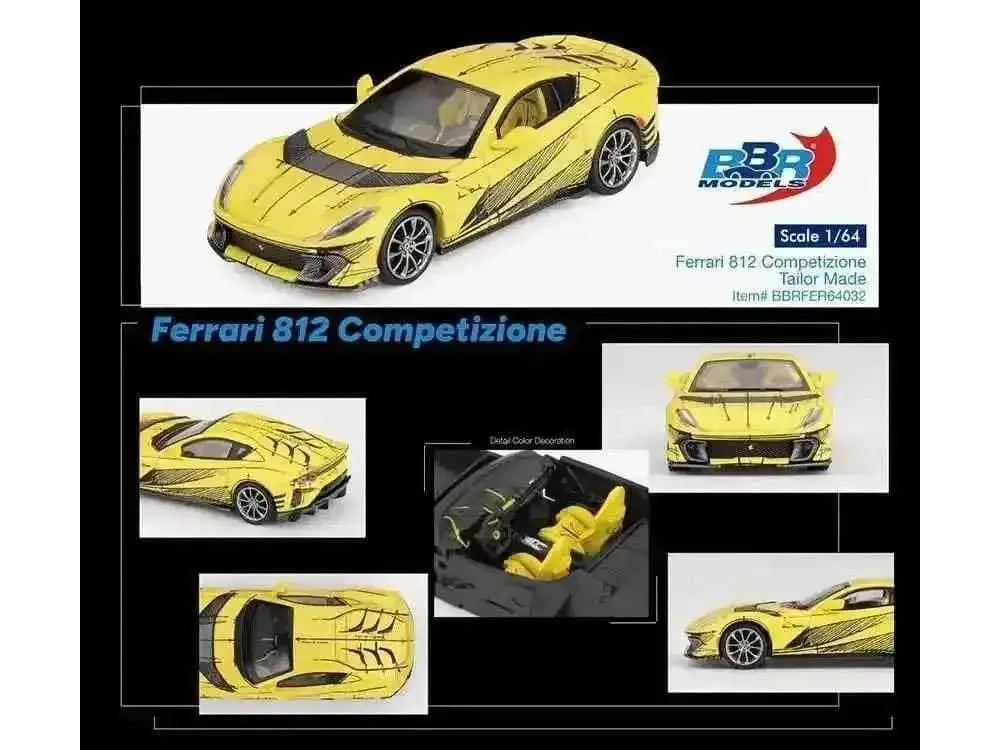 BBR
MODELS
Scale 1/64
Ferrari 812 Competizione
Tailor Made
Item# BBRFER64032
Ferrari 812 Competizione
Detail Color Decoration